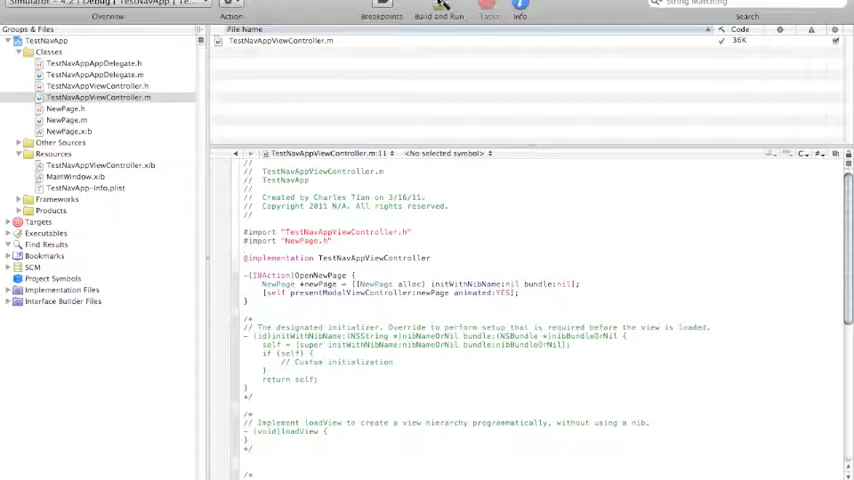 Simulator - 4.2 | Debug | TestNavApp | Te...
String Matching
Overview
Action
Breakpoints
Build and Run
Tasks
Info
Search
Groups & Files
File Name
Code
TestNavApp
TestNavAppViewController.m
36K
Classes
TestNavAppAppDelegate.h
TestNavAppAppDelegate.m
TestNavAppViewController.h
TestNavAppViewController.m
NewPage.h
NewPage.m
NewPage.xib
Other Sources
Resources
TestNavAppViewController.xib
MainWindow.xib
TestNavApp-Info.plist
Frameworks
Products
Targets
Executables
Find Results
Bookmarks
SCM
Project Symbols
Implementation Files
Interface Builder Files
TestNavAppViewController.m:11
<No selected symbol>
C
#
//
//  TestNavAppViewController.m
//  TestNavApp
//
//  Created by Charles Tian on 3/16/11.
//  Copyright 2011 N/A. All rights reserved.
//
#import "TestNavAppViewController.h"
#import "NewPage.h"
@implementation TestNavAppViewController
-(IBAction)OpenNewPage {
NewPage *newPage = [[NewPage alloc] initWithNibName:nil bundle:nil];
[self presentModalViewController:newPage animated:YES];
}
/*
// The designated initializer. Override to perform setup that is required before the view is loaded.
- (id)initWithNibName:(NSString *)nibNameOrNil bundle:(NSBundle *)nibBundleOrNil {
self = [super initWithNibName:nibNameOrNil bundle:nibBundleOrNil];
if (self) {
// Custom initialization
}
return self;
}
*/
/*
// Implement loadView to create a view hierarchy programmatically, without using a nib.
- (void)loadView {
}
*/
/*